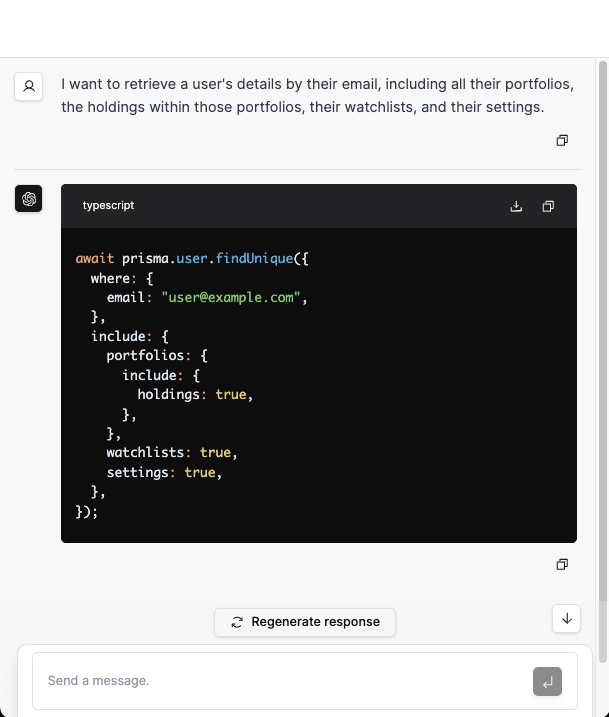 I want to retrieve a user's details by their email, including all their portfolios,
the holdings within those portfolios, their watchlists, and their settings.
typescript
await prisma.user.findUnique({
  where: {
    email: "user@example.com",
  },
  include: {
    portfolios: {
      include: {
        holdings: true,
      },
    },
    watchlists: true,
    settings: true,
  },
});
Regenerate response
Send a message.